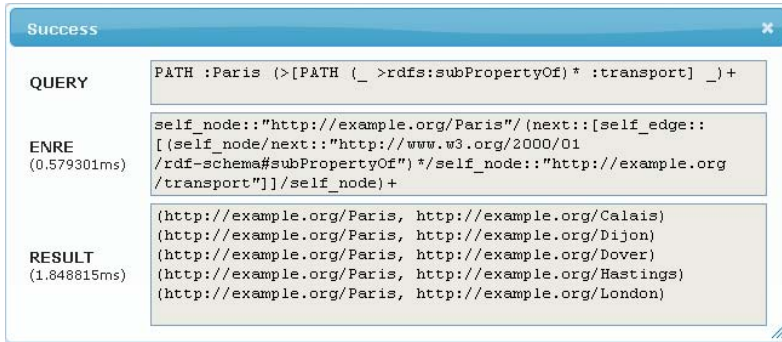 Success
QUERY
PATH :Paris (>[PATH (_ >rdfs:subPropertyOf)* :transport] _)+
ENRE
(0.579301ms)
self_node::"http://example.org/Paris"/(next::[self_edge::
[(self_node/next::"http://www.w3.org/2000/01
/rdf-schema#subPropertyOf")*/self_node::"http://example.org
/transport"]]/self_node)+
RESULT
(1.848815ms)
(http://example.org/Paris, http://example.org/Calais)
(http://example.org/Paris, http://example.org/Dijon)
(http://example.org/Paris, http://example.org/Dover)
(http://example.org/Paris, http://example.org/Hastings)
(http://example.org/Paris, http://example.org/London)